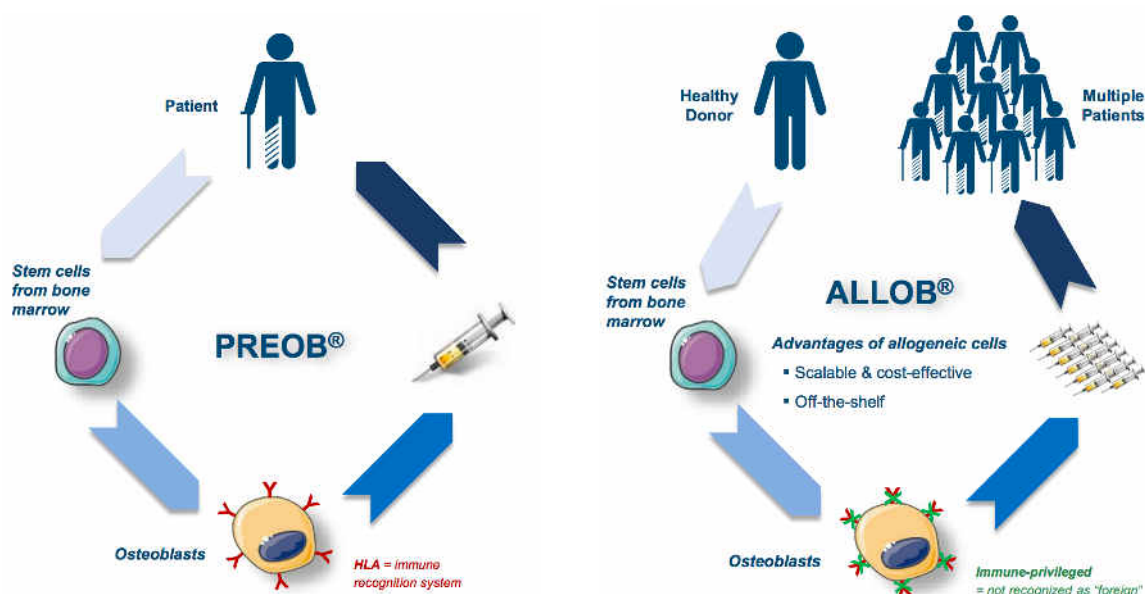 Patient
Stem cells
from bone
marrow
PREOB®
Osteoblasts
HLA = immune
recognition system
Healthy
Donor
Multiple
Patients
Stem cells
from bone
marrow
ALLOB®
Advantages of allogeneic cells
▪ Scalable & cost-effective
▪ Off-the-shelf
Osteoblasts
Immune-privileged
= not recognized as "foreign"